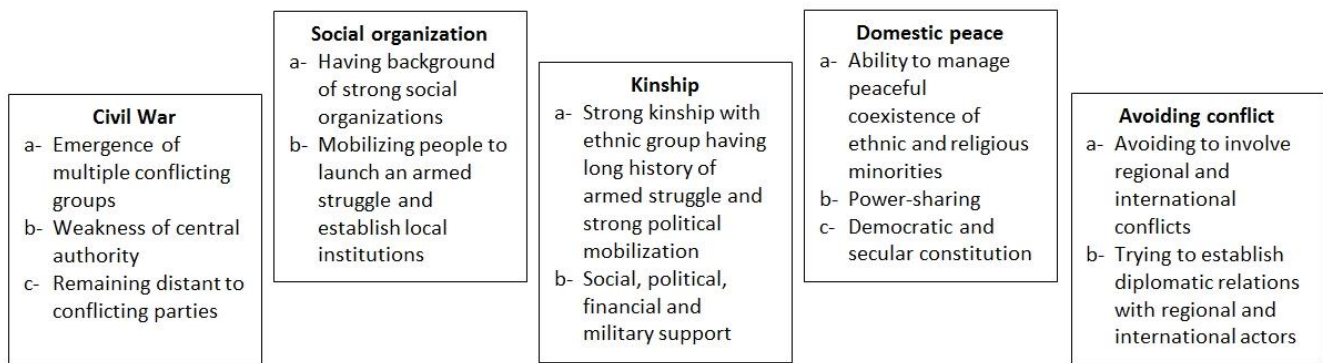 Civil War
a- Emergence of
multiple conflicting
groups
b- Weakness of central
authority
c- Remaining distant to
conflicting parties
Social organization
a- Having background
of strong social
organizations
b- Mobilizing people to
launch an armed
struggle and
establish local
institutions
Kinship
a- Strong kinship with
ethnic group having
long history of
armed struggle and
strong political
mobilization
b- Social, political,
financial and
military support
Domestic peace
a- Ability to manage
peaceful
coexistence of
ethnic and religious
minorities
b- Power-sharing
c- Democratic and
secular constitution
Avoiding conflict
a- Avoiding to involve
regional and
international
conflicts
b- Trying to establish
diplomatic relations
with regional and
international actors